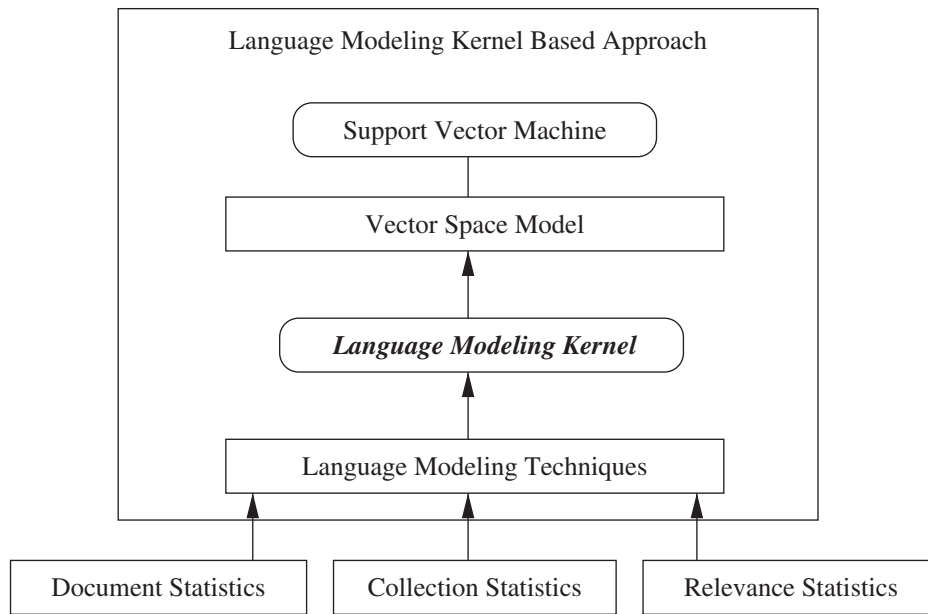 Language Modeling Kernel Based Approach
Support Vector Machine
Vector Space Model
Language Modeling Kernel
Language Modeling Techniques
Document Statistics
Collection Statistics
Relevance Statistics